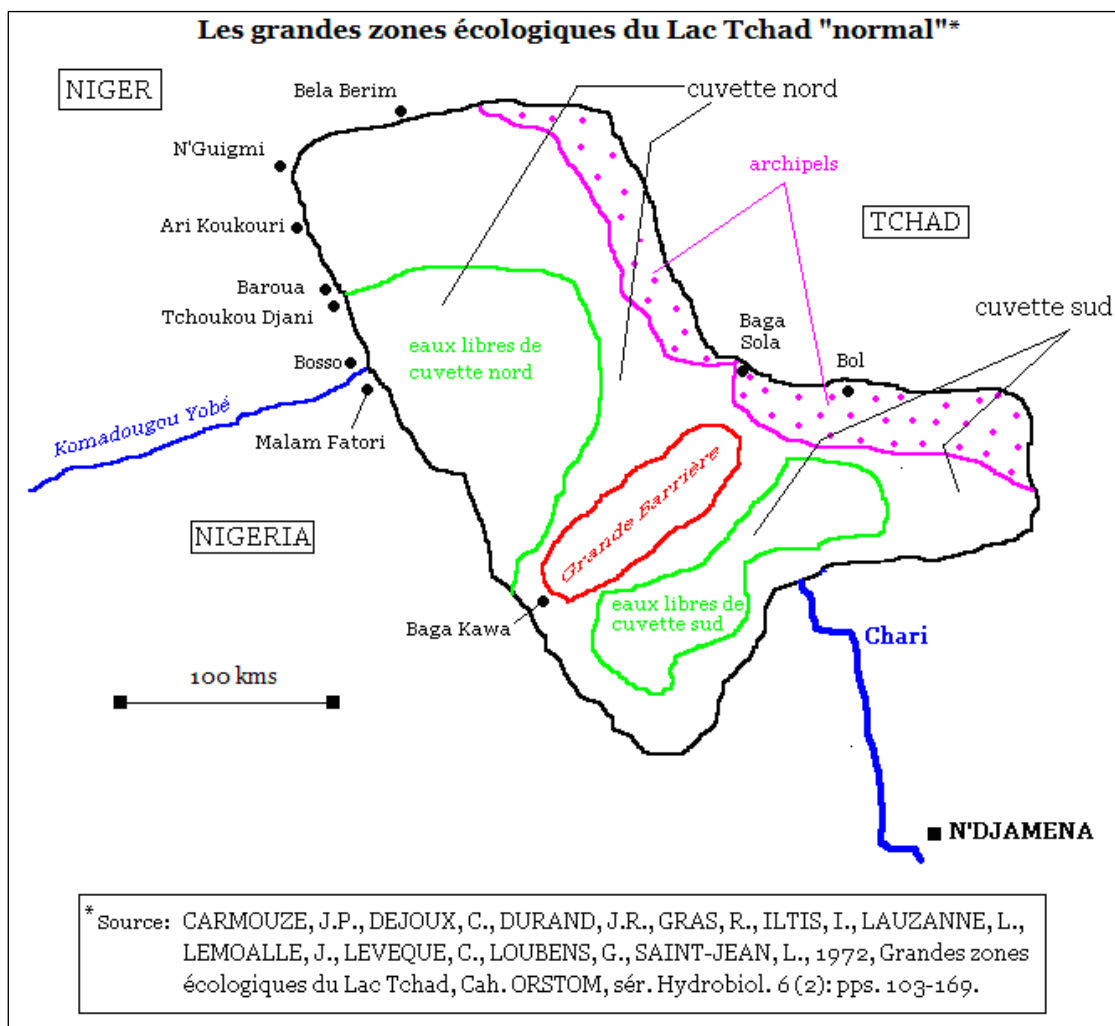 Les grandes zones écologiques du Lac Tchad "normal"*
NIGER
Bela Berim
cuvette nord
N'Guigmi
archipels
Ari Koukouri
TCHAD
Baroua
Tchoukou Djani
cuvette sud
eaux libres de
cuvette nord
Baga
Sola
Bosso
Bol
Komadougou Yobé
Malam Fatori
Grande Barrière
NIGERIA
Baga Kawa
eaux libres de
cuvette sud
Chari
100 kms
N'DJAMENA
*Source: CARMOUZE, J.P., DEJOUX, C., DURAND, J.R., GRAS, R., ILTIS, I., LAUZANNE, L.,
LEMOALLE, J., LEVEQUE, C., LOUBENS, G., SAINT-JEAN, L., 1972, Grandes zones
écologiques du Lac Tchad, Cah. ORSTOM, sér. Hydrobiol. 6 (2): pps. 103-169.